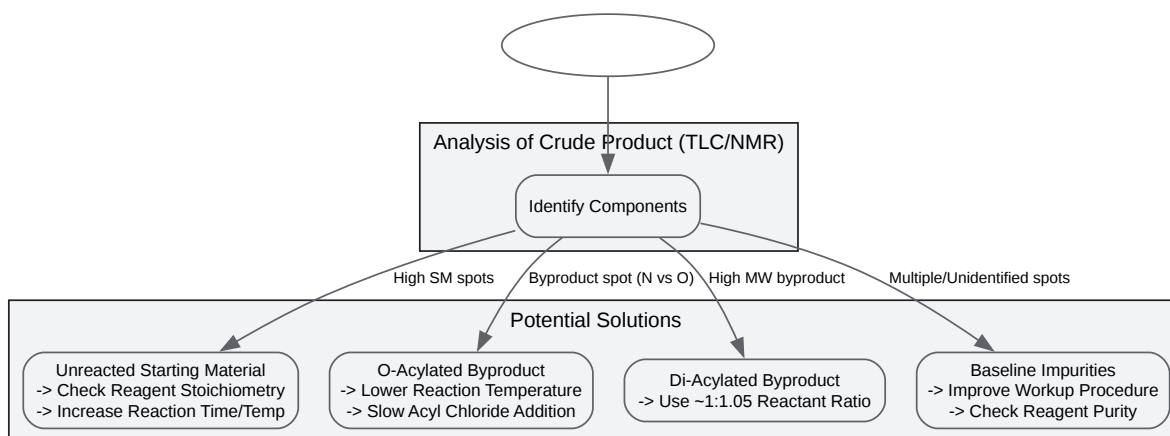 Analysis of Crude Product (TLC/NMR)
Identify Components
High SM spots
Byproduct spot (N vs O)
High MW byproduct
Multiple/Unidentified spots
Potential Solutions
Unreacted Starting Material
-> Check Reagent Stoichiometry
-> Increase Reaction Time/Temp
O-Acylated Byproduct
-> Lower Reaction Temperature
-> Slow Acyl Chloride Addition
Di-Acylated Byproduct
-> Use ~1:1.05 Reactant Ratio
Baseline Impurities
-> Improve Workup Procedure
-> Check Reagent Purity